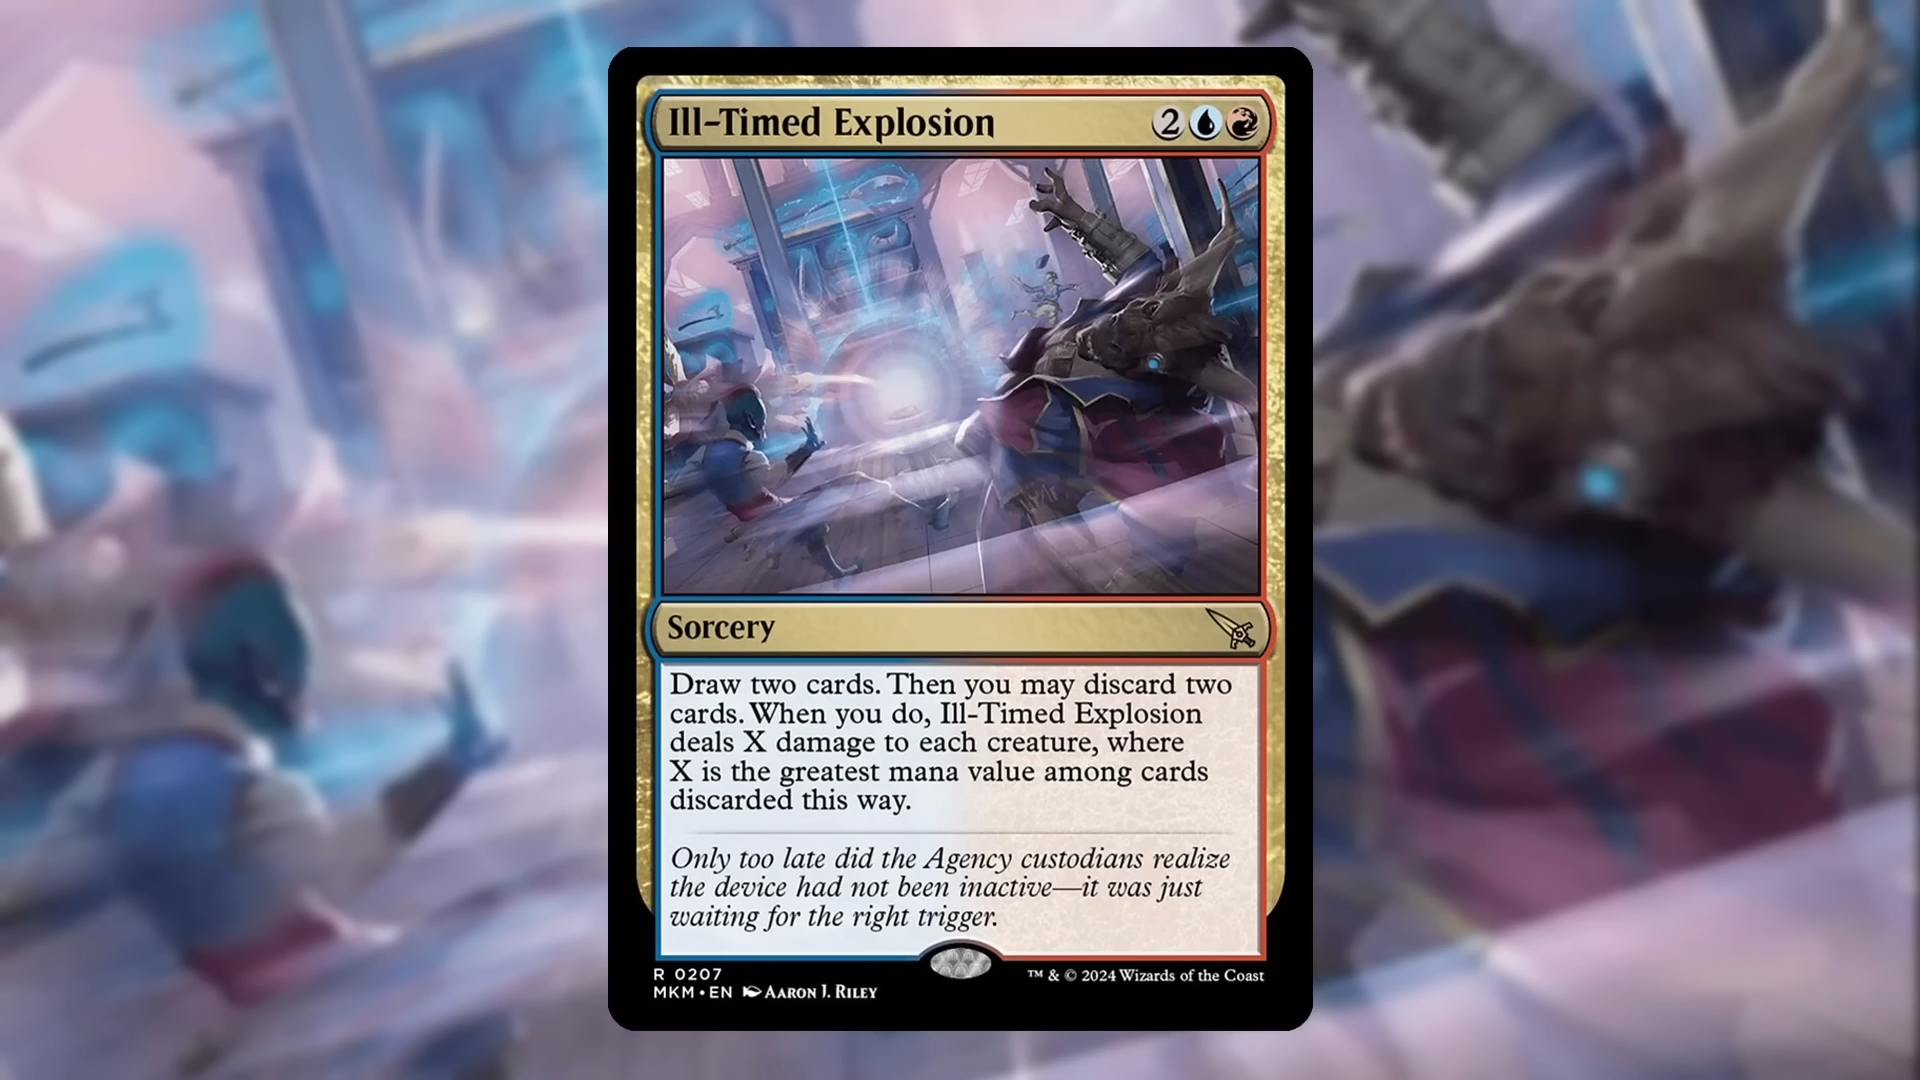 Ill-Timed Explosion 2
Sorcery
Draw two cards. Then you may discard two
cards. When you do, Ill-Timed Explosion
deals X damage to each creature, where
X is the greatest mana value among cards
discarded this way.
Only too late did the Agency custodians realize
the device had not been inactive—it was just
waiting for the right trigger.
R 0207
MKM • EN Aaron J. Riley
™ & © 2024 Wizards of the Coast